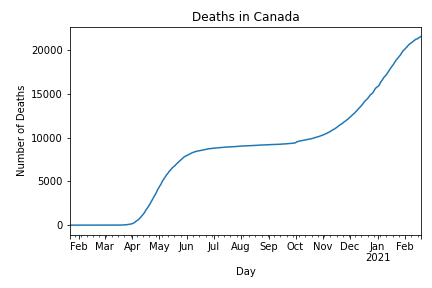 Deaths in Canada
Number of Deaths
20000
15000
10000
5000
0
Feb Mar Apr May Jun Jul Aug Sep Oct Nov Dec Jan Feb
2021
Day